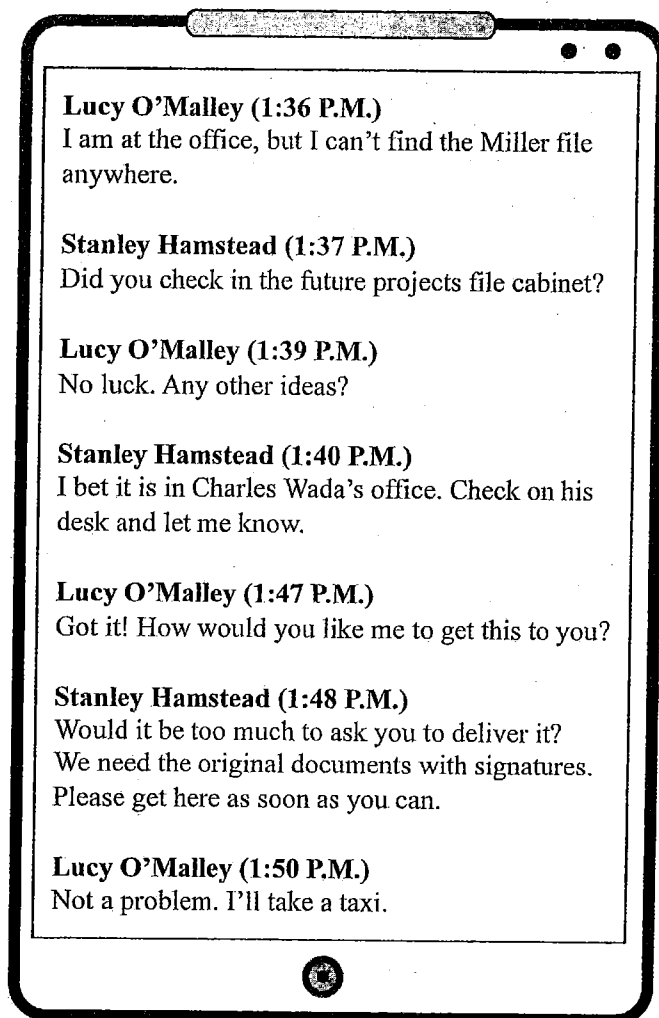 Lucy O’Malley (1:36 P.M.)
I am at the office, but I can’t find the Miller file
anywhere.
Stanley Hamstead (1:37 P.M.)
Did you check in the future projects file cabinet?
Lucy O’Malley (1:39 P.M.)
No luck. Any other ideas?
Stanley Hamstead (1:40 P.M.)
I bet it is in Charles Wada’s office. Check on his
desk and let me know.
Lucy O’Malley (1:47 P.M.)
Got it! How would you like me to get this to you?
Stanley Hamstead (1:48 P.M.)
Would it be too much to ask you to deliver it?
We need the original documents with signatures.
Please get here as soon as you can.
Lucy O’Malley (1:50 P.M.)
Not a problem. I’ll take a taxi.